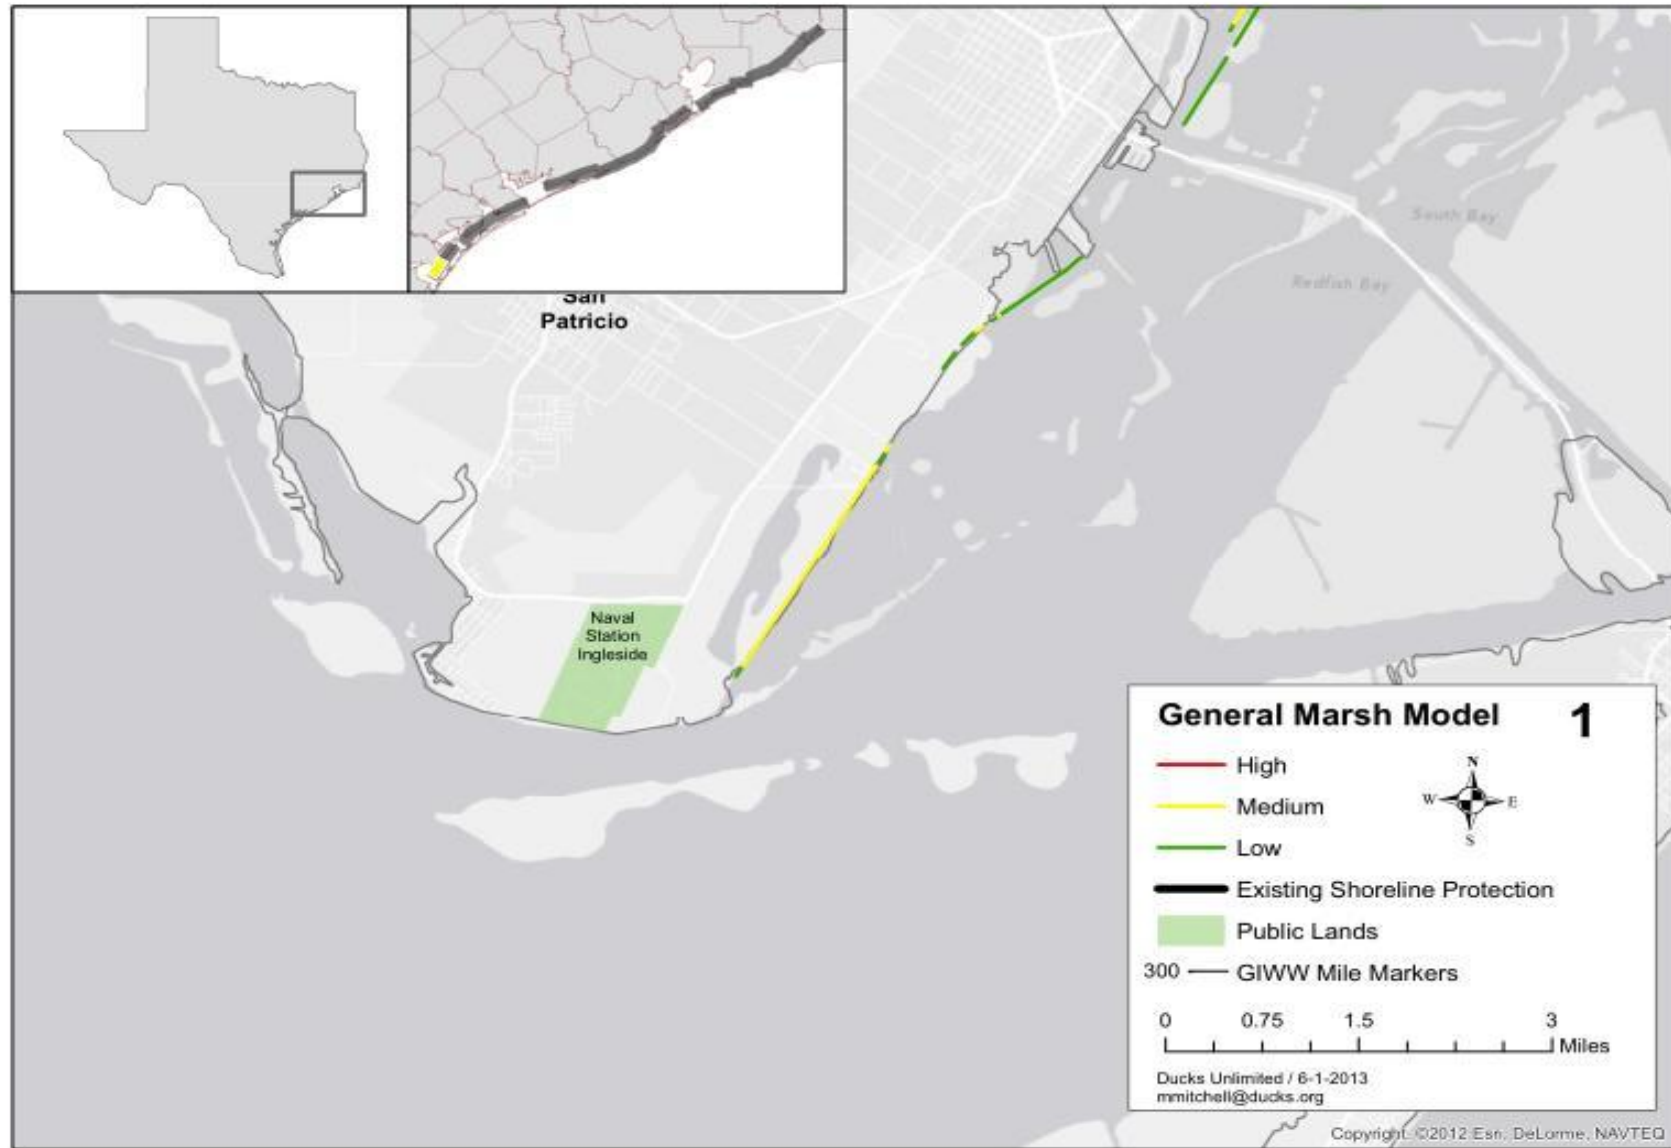 San
Patricio
South Bay
Redfish Bay
Naval
Station
Ingleside
General Marsh Model 1
High
N
W E
S
Medium
Low
Existing Shoreline Protection
Public Lands
300 GIWW Mile Markers
0 0.75 1.5 3
Miles
Ducks Unlimited / 6-1-2013
mmitchell@ducks.org
Copyright: ©2012 Esri, DeLorme, NAVTEQ